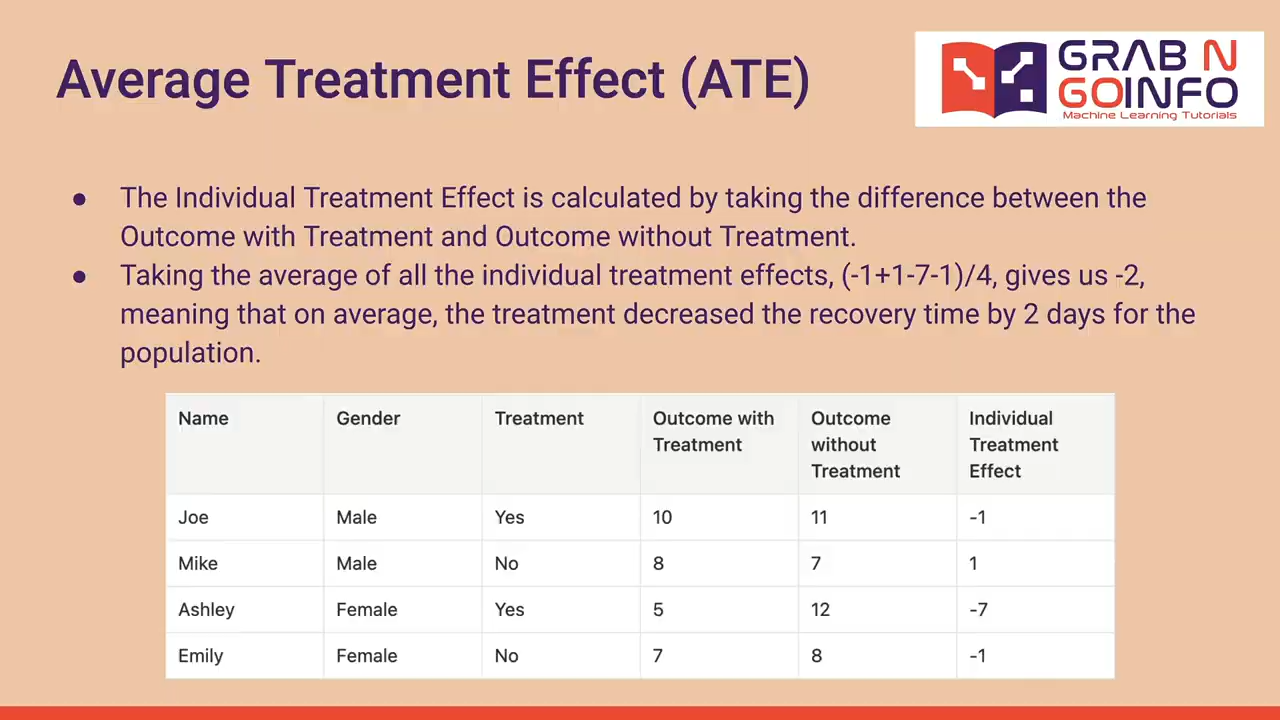 Average Treatment Effect (ATE)
GRAB N
GOINFO
Machine Learning Tutorials
● The Individual Treatment Effect is calculated by taking the difference between the
Outcome with Treatment and Outcome without Treatment.
● Taking the average of all the individual treatment effects, (-1+1-7-1)/4, gives us -2,
meaning that on average, the treatment decreased the recovery time by 2 days for the
population.
Name Gender Treatment Outcome with Treatment Outcome without Treatment Individual Treatment Effect
Joe Male Yes 10 11 -1
Mike Male No 8 7 1
Ashley Female Yes 5 12 -7
Emily Female No 7 8 -1